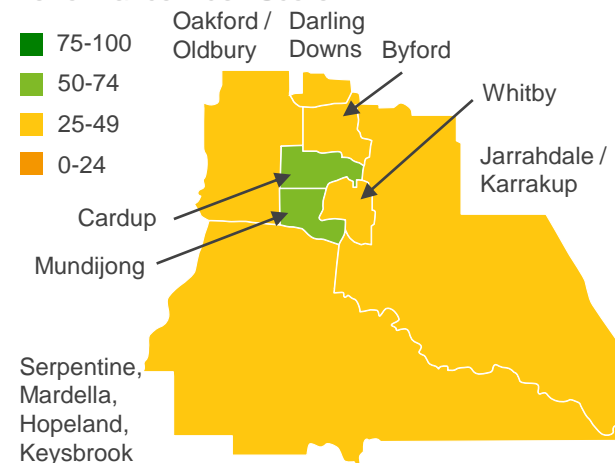 75-100
50-74
25-49
0-24
Oakford /
Oldbury
Darling
Downs
Byford
Whitby
Jarrahdale /
Karrakup
Cardup
Mundijong
Serpentine,
Mardella,
Hopeland,
Keysbrook